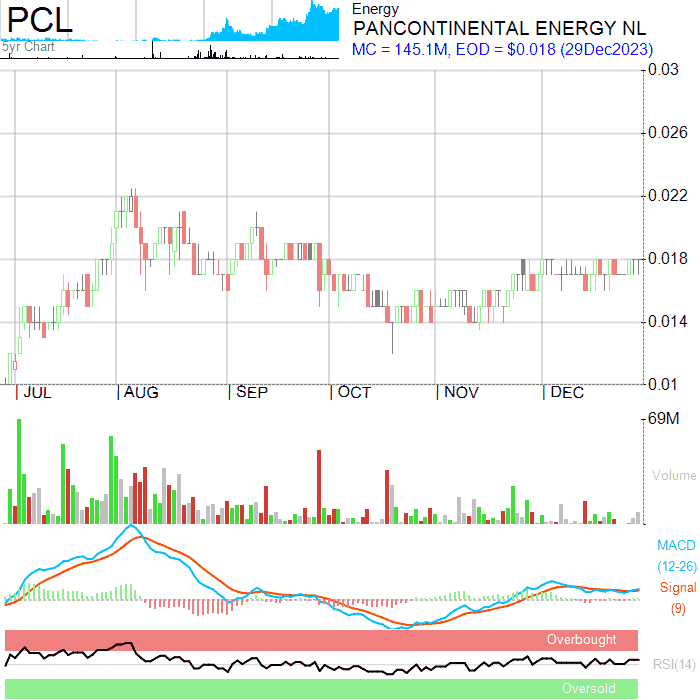 PCL
5yr Chart
Energy
PANCONTINENTAL ENERGY NL
MC = 145.1M, EOD = $0.018 (29Dec2023)
0.03
0.026
0.022
0.018
0.014
0.01
JUL AUG SEP OCT NOV DEC
69M
Volume
MACD
(12-26)
Signal
(9)
Overbought
RSI(14)
Oversold